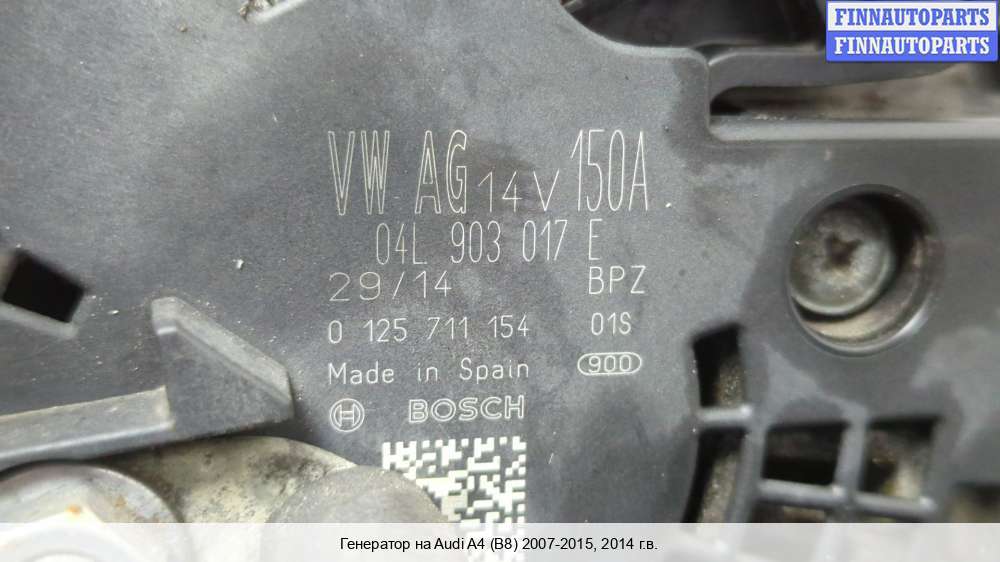 FINNAUTOPARTS
FINNAUTOPARTS
VW AG 14V 150A
04L 903 017 E
29/14 BPZ
0 125 711 154 01S
Made in Spain 900
BOSCH
Генератор на Audi A4 (B8) 2007-2015, 2014 г.в.